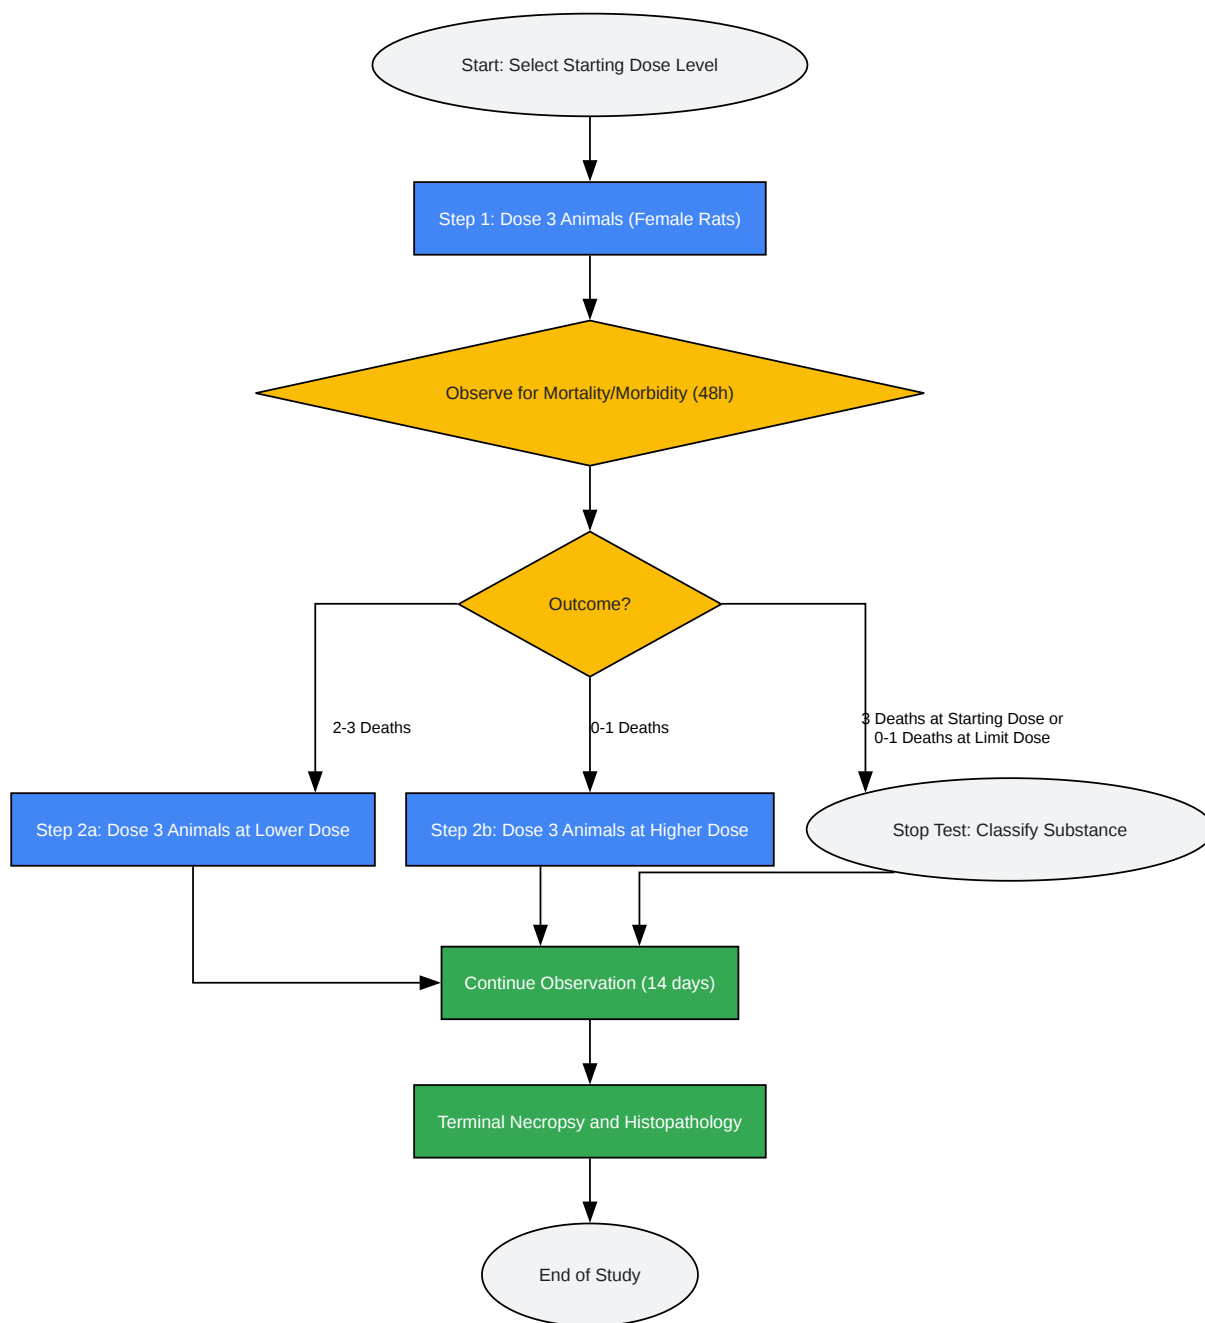 Start: Select Starting Dose Level
Step 1: Dose 3 Animals (Female Rats)
Observe for Mortality/Morbidity (48h)
Outcome?
2-3 Deaths
0-1 Deaths
3 Deaths at Starting Dose or
0-1 Deaths at Limit Dose
Step 2a: Dose 3 Animals at Lower Dose
Step 2b: Dose 3 Animals at Higher Dose
Stop Test: Classify Substance
Continue Observation (14 days)
Terminal Necropsy and Histopathology
End of Study